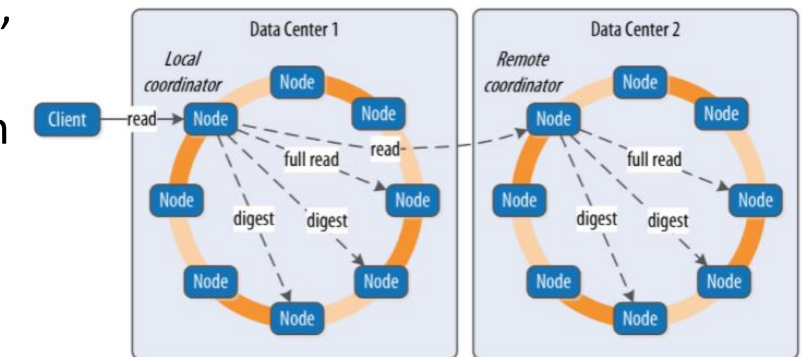 ,
n
Data Center 1
Local
coordinator
Node
Node
Node
Client
read
Node
full read
read
Node
Node
digest
digest
Node
Node
Node
Data Center 2
Remote
coordinator
Node
Node
Node
full read
Node
Node
digest
digest
Node
Node
Node